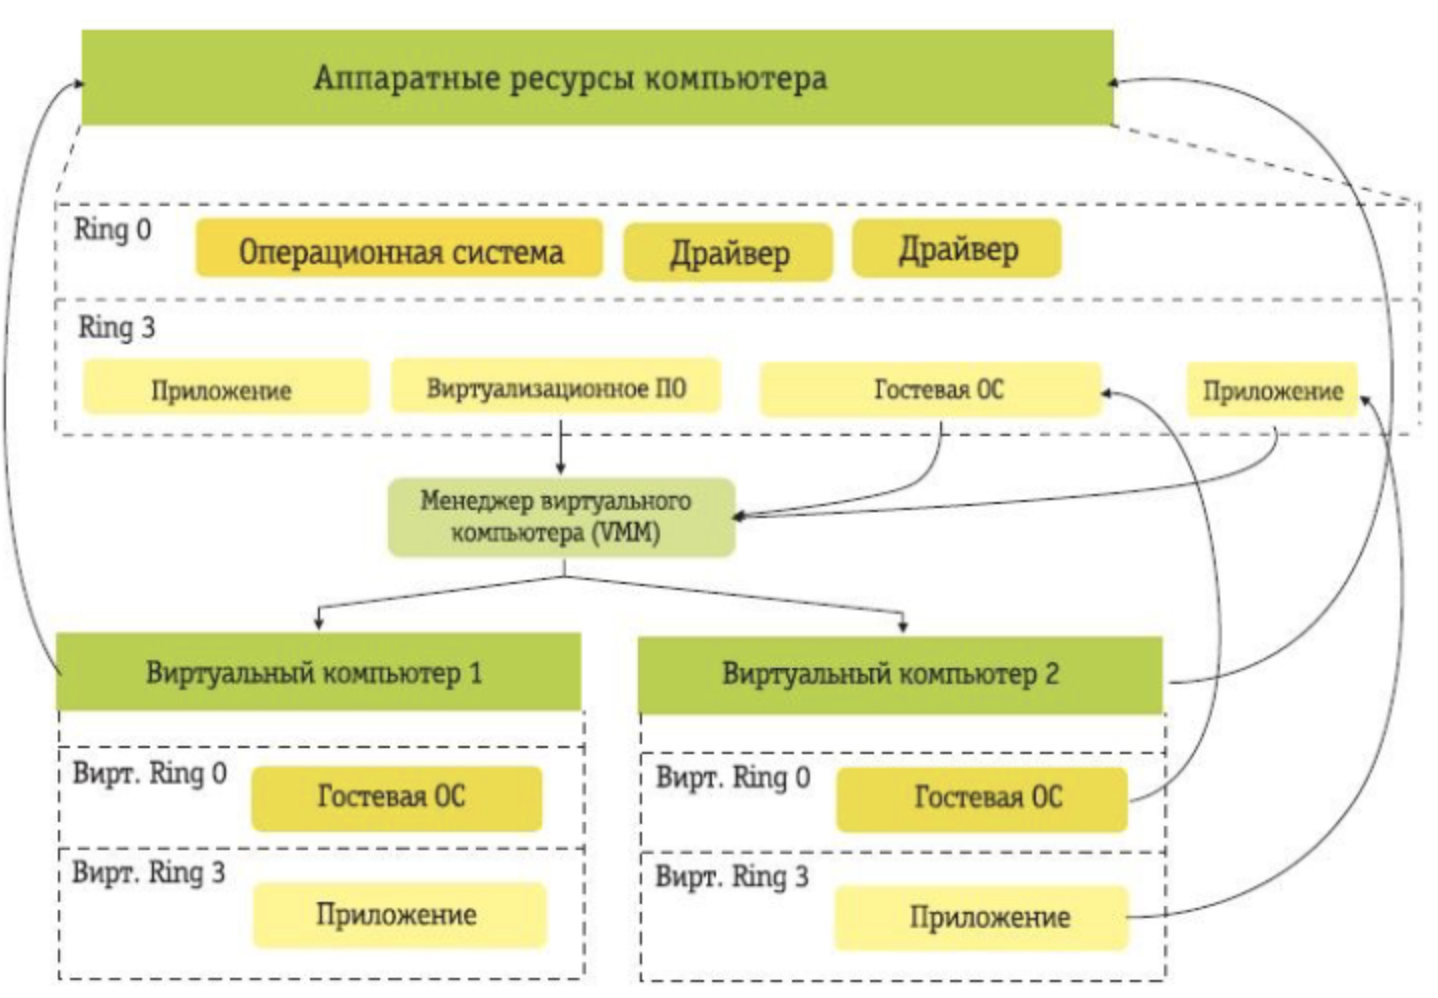 Аппаратные ресурсы компьютера
Ring 0
Операционная система
Драйвер
Драйвер
Ring 3
Приложение
Виртуализационное ПО
Гостевая ОС
Приложение
Менеджер виртуального
компьютера (VMM)
Виртуальный компьютер 1
Вирт. Ring 0
Гостевая ОС
Вирт. Ring 3
Приложение
Виртуальный компьютер 2
Вирт. Ring 0
Гостевая ОС
Вирт. Ring 3
Приложение